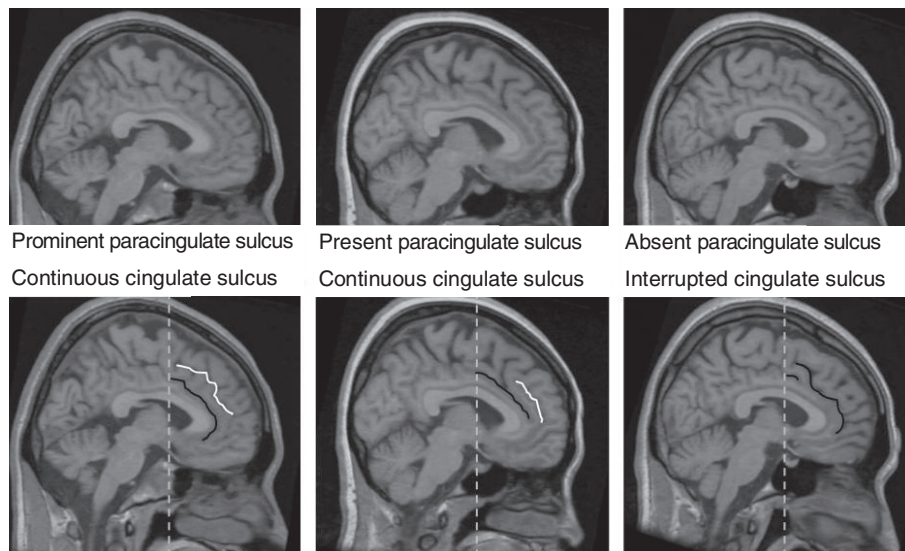 Prominent paracingulate sulcus
Present paracingulate sulcus
Absent paracingulate sulcus
Continuous cingulate sulcus
Continuous cingulate sulcus
Interrupted cingulate sulcus